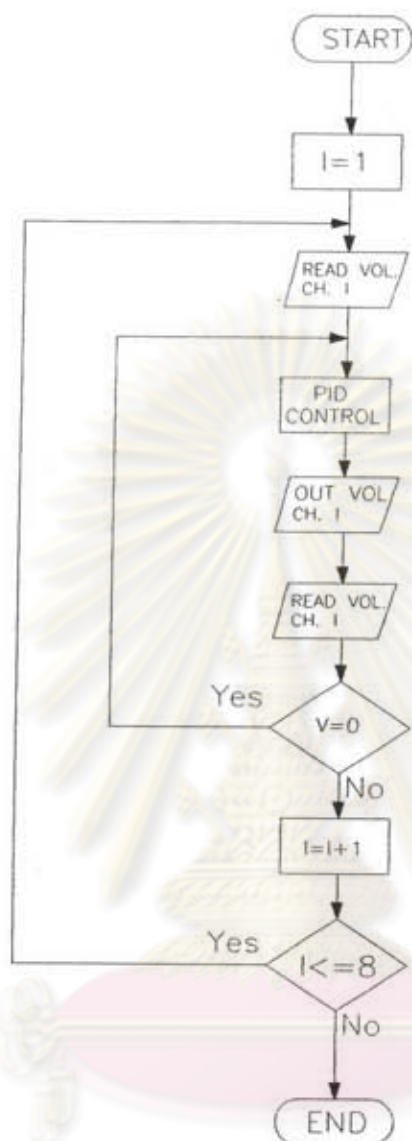 START
I=1
READ VOL.
CH. I
PID
CONTROL
OUT VOL
CH. I
READ VOL.
CH. I
Yes
V=0
No
I=I+1
Yes
I<=8
No
END